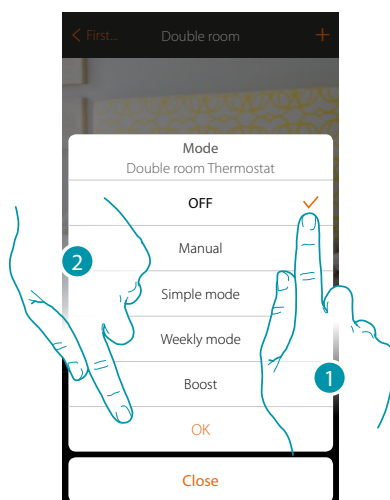 < First... Double room +
Mode
Double room Thermostat
OFF
Manual
2
Simple mode
Weekly mode
Boost
1
OK
Close